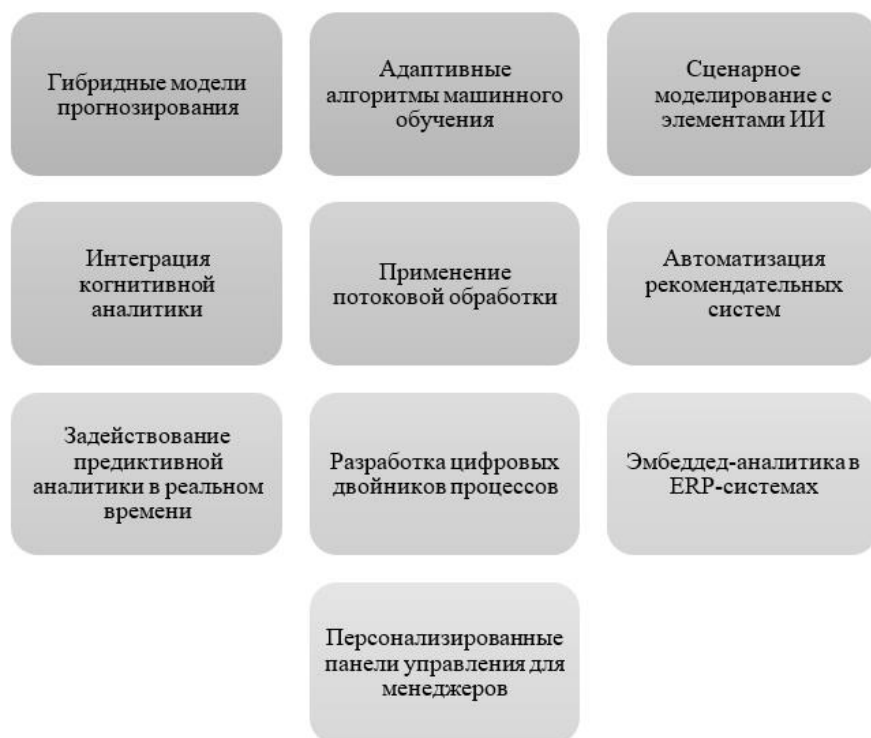 Гибридные модели
прогнозирования
Адаптивные
алгоритмы машинного
обучения
Сценарное
моделирование с
элементами ИИ
Интеграция
когнитивной
аналитики
Применение
потоковой обработки
Автоматизация
рекомендательных
систем
Задействование
предиктивной
аналитики в реальном
времени
Разработка цифровых
двойников процессов
Эмбеддед-аналитика в
ERP-системах
Персонализированные
панели управления для
менеджеров